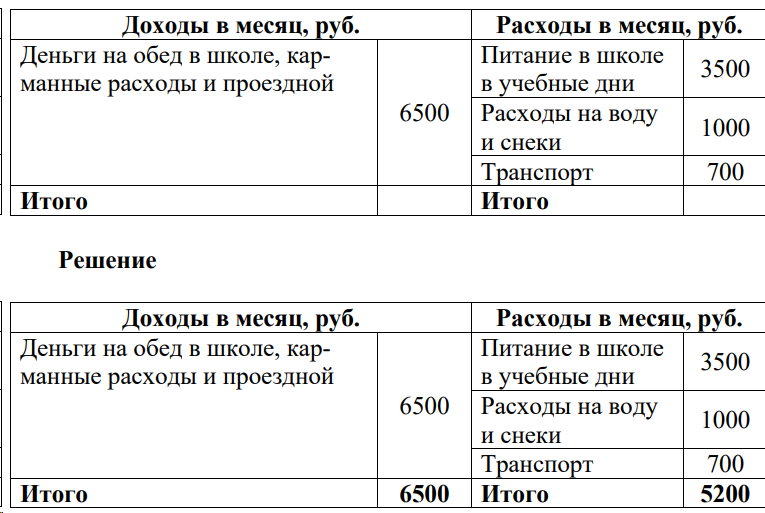 Доходы в месяц, руб. Расходы в месяц, руб.
Деньги на обед в школе, кар-
манные расходы и проездной
6500
Питание в школе
в учебные дни
3500
Расходы на воду
и снеки
1000
Транспорт 700
Итого Итого
Решение
Доходы в месяц, руб. Расходы в месяц, руб.
Деньги на обед в школе, кар-
манные расходы и проездной
6500
Питание в школе
в учебные дни
3500
Расходы на воду
и снеки
1000
Транспорт 700
Итого 6500 Итого 5200